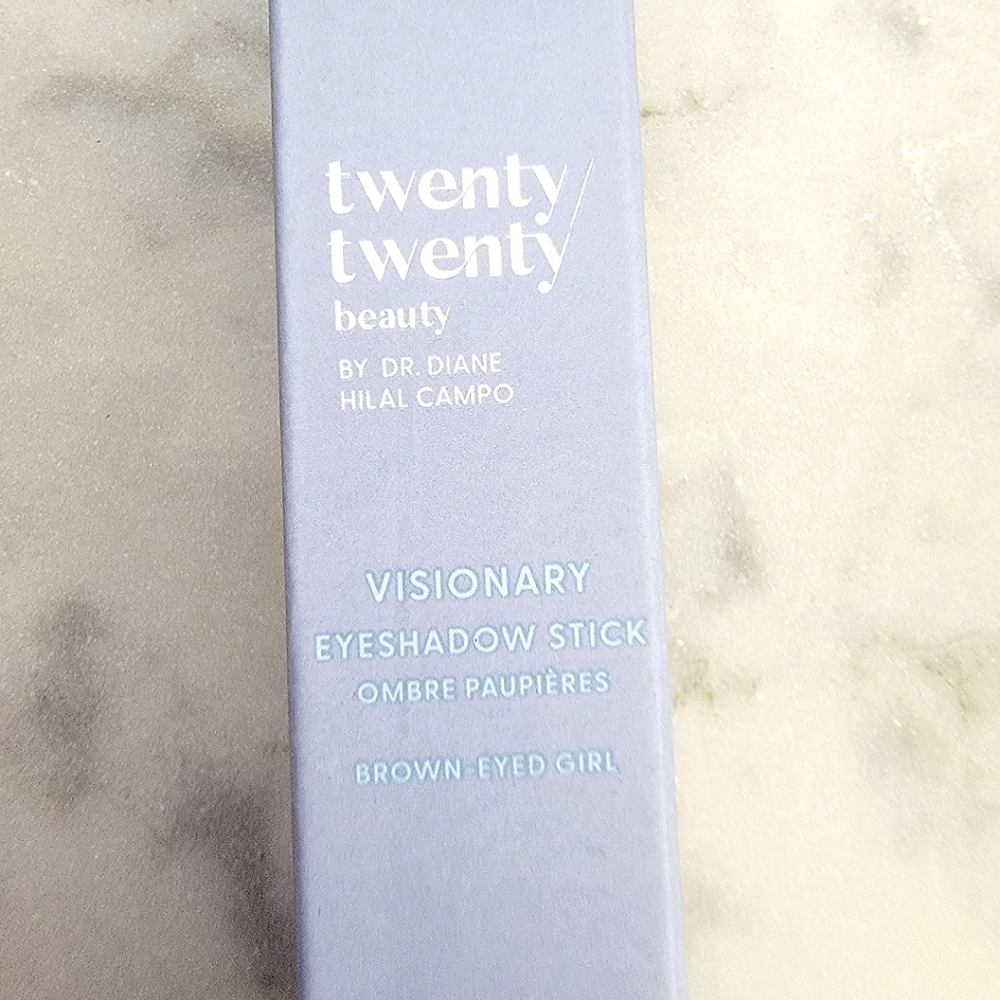 twenty/
twenty
beauty
BY DR. DIANE
HILAL CAMPO
VISIONARY
EYESHADOW STICK
OMBRE PAUPIÈRES
BROWN-EYED GIRL